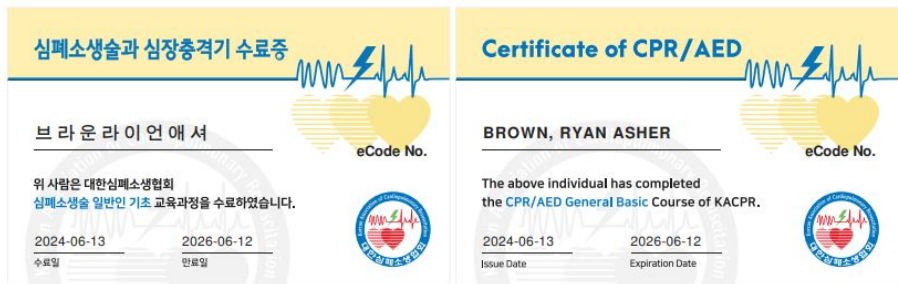 심폐소생술과 심장충격기 수료증
브라운라이언애셔
eCode No.
위 사람은 대한심폐소생협회
심폐소생술 일반인 기초 교육과정을 수료하였습니다.
2024-06-13 2026-06-12
수료일 만료일
대한심폐소생협회
Certificate of CPR/AED
BROWN, RYAN ASHER
eCode No.
The above individual has completed
the CPR/AED General Basic Course of KACPR.
2024-06-13 2026-06-12
Issue Date Expiration Date
대한심폐소생협회